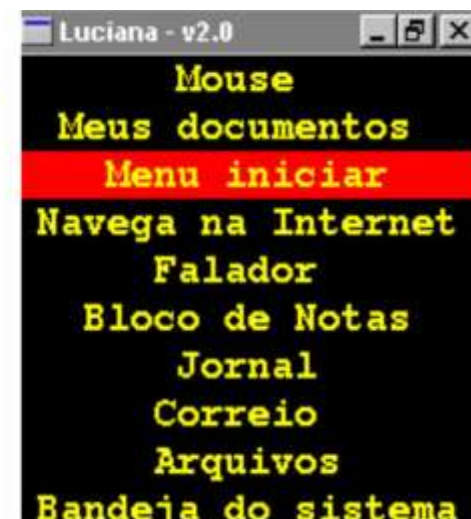 Luciana - v2.0
Mouse
Meus documentos
Menu iniciar
Navega na Internet
Falador
Bloco de Notas
Jornal
Correio
Arquivos
Bandeja do sistema